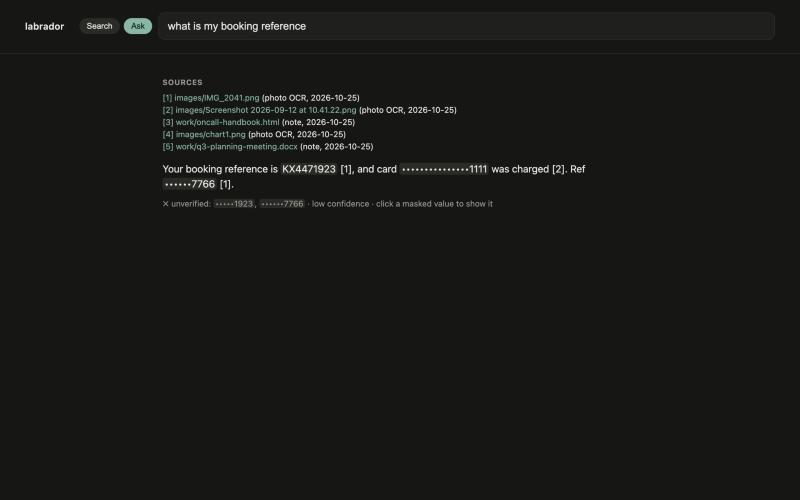 labrador Search Ask what is my booking reference
SOURCES
[1] images/IMG_2041.png (photo OCR, 2026-10-25)
[2] images/Screenshot 2026-09-12 at 10.41.22.png (photo OCR, 2026-10-25)
[3] work/oncall-handbook.html (note, 2026-10-25)
[4] images/chart1.png (photo OCR, 2026-10-25)
[5] work/q3-planning-meeting.docx (note, 2026-10-25)
Your booking reference is KX4471923 [1], and card •••••••••••••••1111 was charged [2]. Ref
••••••7766 [1].
✕ unverified: •••••1923, ••••••7766 · low confidence · click a masked value to show it